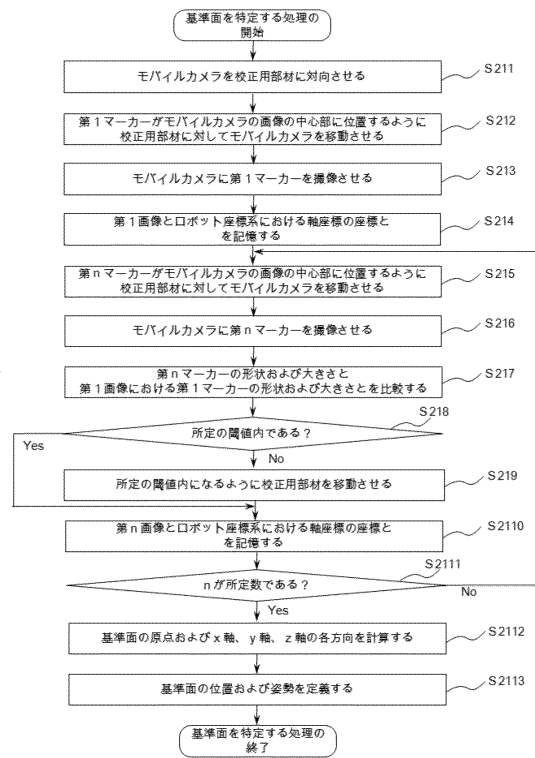 基準面を特定する処理の
開始
モバイルカメラを校正用部材に対向させる
S211
第1マーカーがモバイルカメラの画像の中心部に位置するように
校正用部材に対してモバイルカメラを移動させる
S212
モバイルカメラに第1マーカーを撮像させる
S213
第1画像とロボット座標系における軸座標の座標と
を記憶する
S214
第nマーカーがモバイルカメラの画像の中心部に位置するように
校正用部材に対してモバイルカメラを移動させる
S215
モバイルカメラに第nマーカーを撮像させる
S216
第nマーカーの形状および大きさと
第1画像における第1マーカーの形状および大きさとを比較する
S217
所定の閾値内である？
S218
Yes
No
所定の閾値内になるように校正用部材を移動させる
S219
第n画像とロボット座標系における軸座標の座標と
を記憶する
S2110
nが所定数である？
S2111
No
Yes
基準面の原点およびx軸、y軸、z軸の各方向を計算する
S2112
基準面の位置および姿勢を定義する
S2113
基準面を特定する処理の
終了